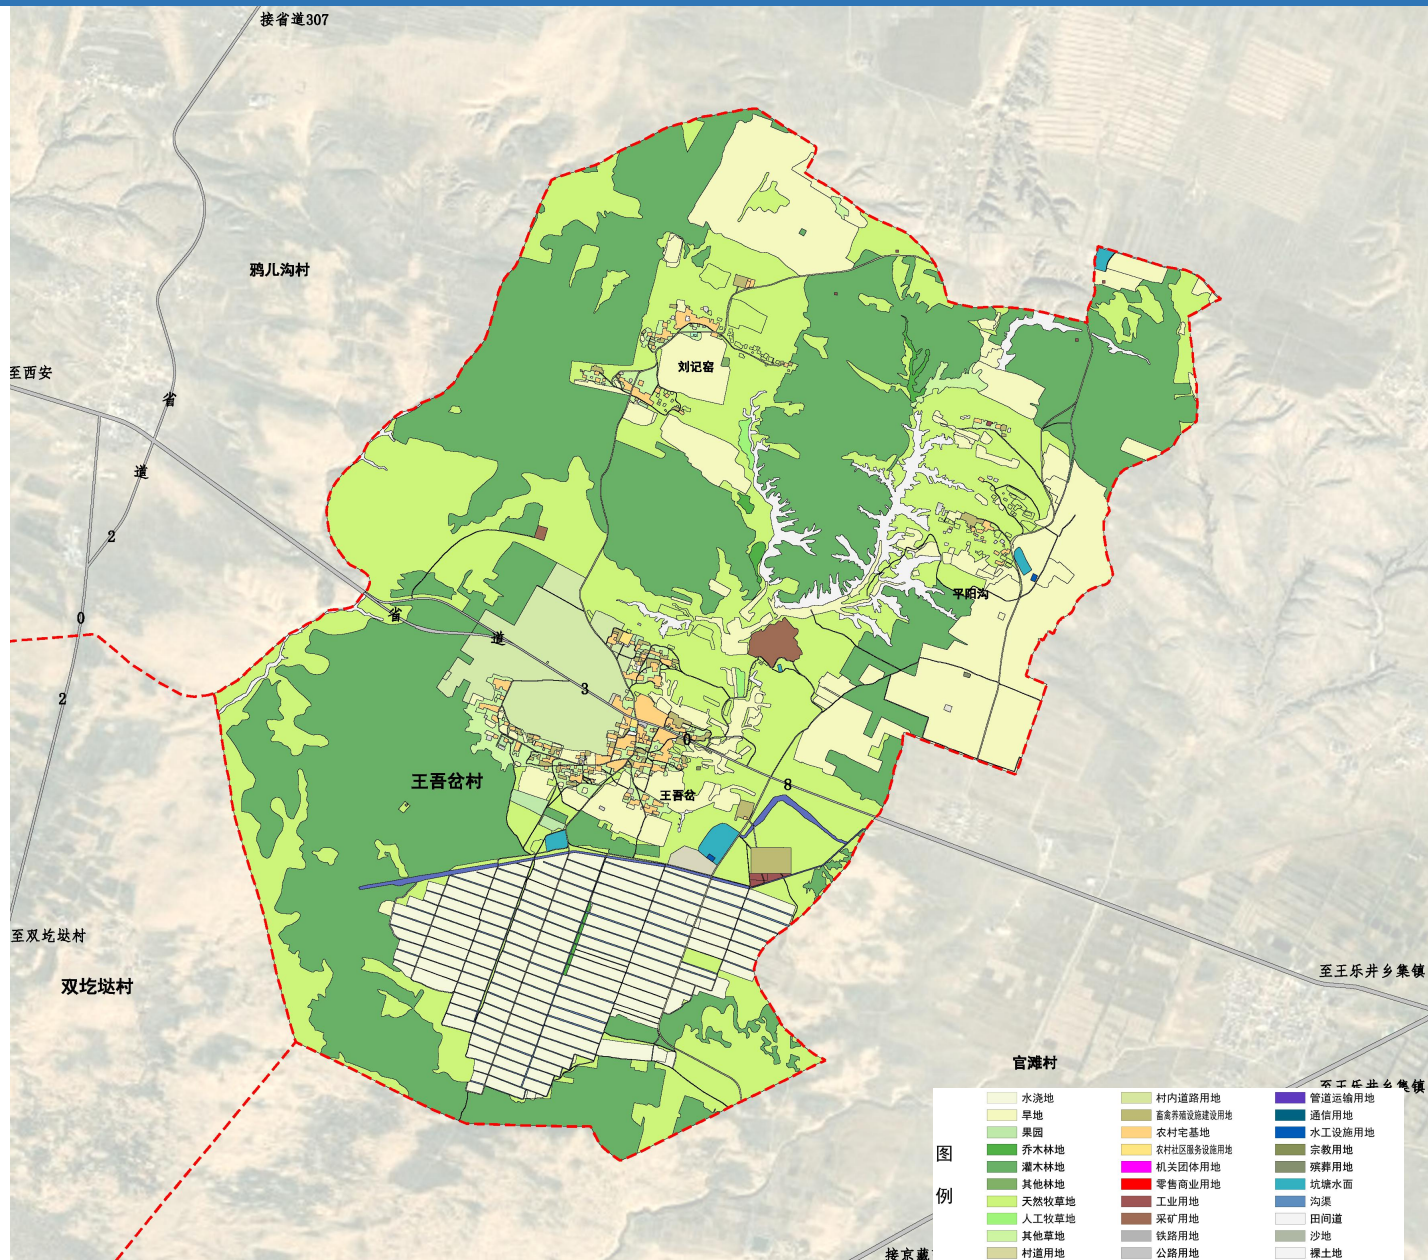 接省道307
鸦儿沟村
至西安
省
道
2
0
2
刘记窑
平阳沟
省
道
3
0
8
王吾岔村
王吾岔
至双圪垯村
双圪垯村
至王乐井乡集镇
官滩村
至王乐井乡集镇
接京藏
图
例
水浇地
旱地
果园
乔木林地
灌木林地
其他林地
天然牧草地
人工牧草地
其他草地
村道用地
村内道路用地
畜禽养殖设施建设用地
农村宅基地
农村社区服务设施用地
机关团体用地
零售商业用地
工业用地
采矿用地
铁路用地
公路用地
管道运输用地
通信用地
水工设施用地
宗教用地
殡葬用地
坑塘水面
沟渠
田间道
沙地
裸土地